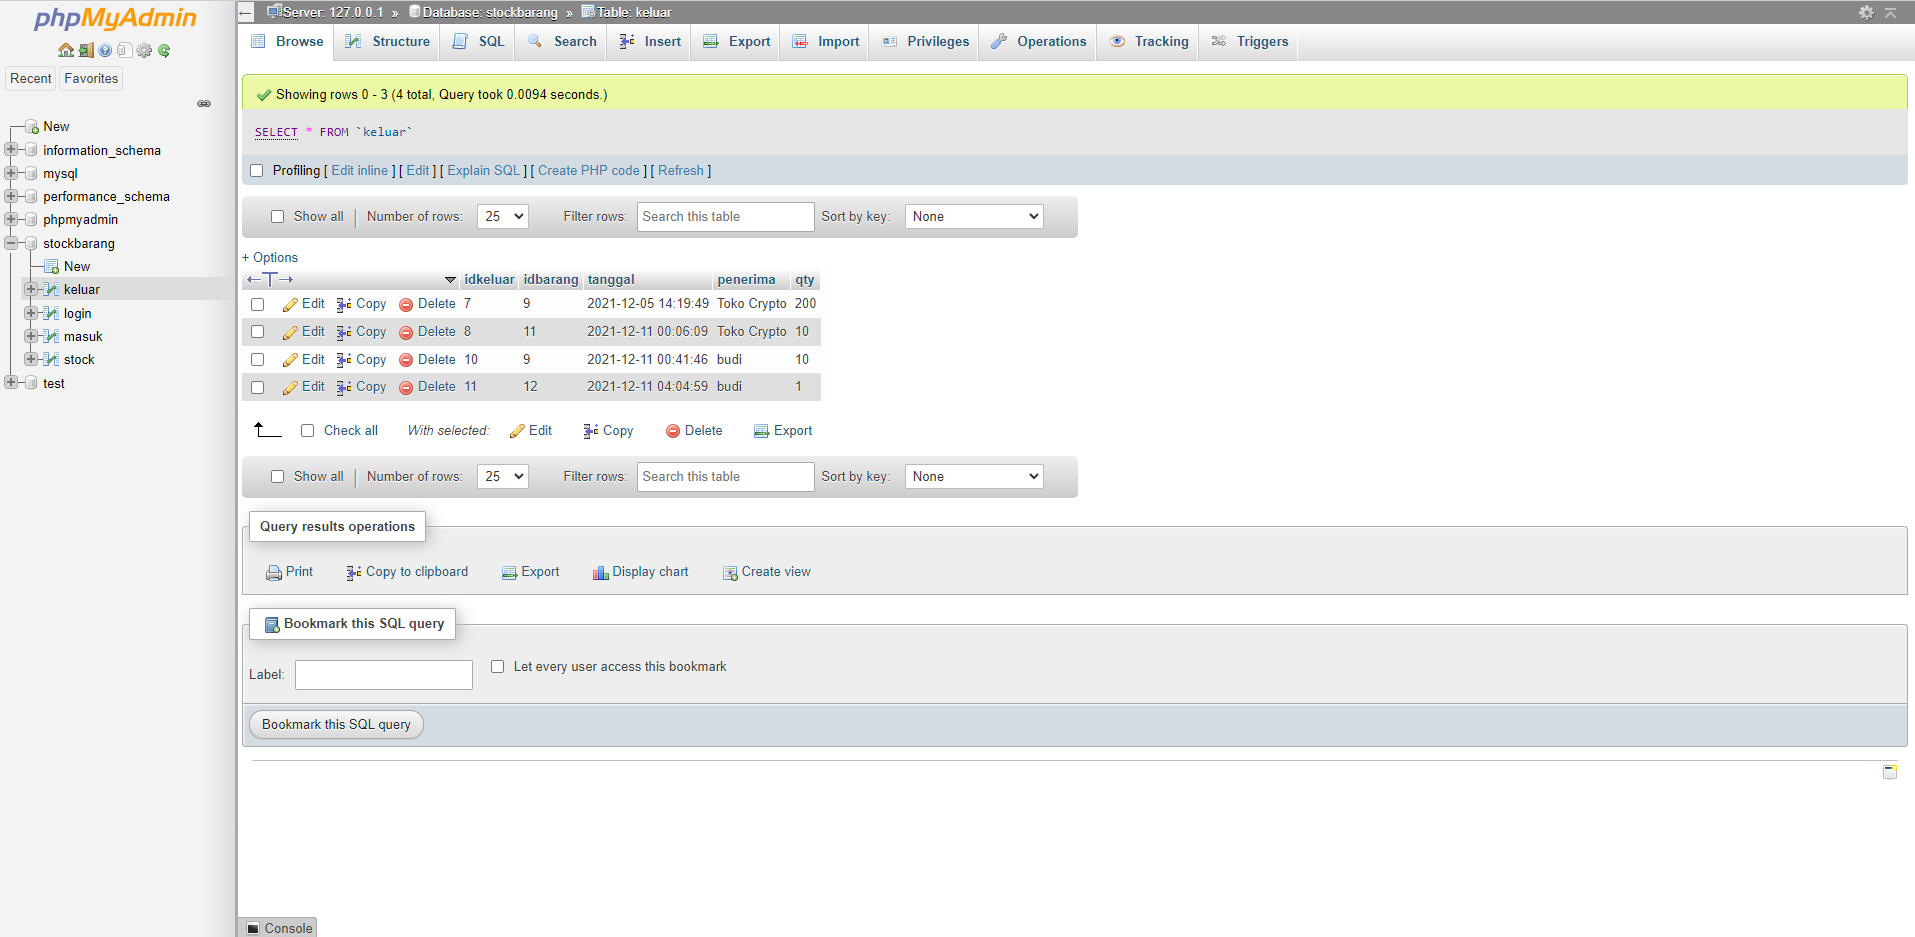 phpMyAdmin
Recent Favorites
New
information_schema
mysql
performance_schema
phpmyadmin
stockbarang
New
keluar
login
masuk
stock
test
Server: 127.0.0.1 » Database: stockbarang » Table: keluar
Browse Structure SQL Search Insert Export Import Privileges Operations Tracking Triggers
Showing rows 0 - 3 (4 total, Query took 0.0094 seconds.)
SELECT * FROM `keluar`
Profiling [ Edit inline ] [ Edit ] [ Explain SQL ] [ Create PHP code ] [ Refresh ]
Show all | Number of rows: 25 Filter rows: Search this table Sort by key: None
+ Options
←T→ idkeluar idbarang tanggal penerima qty
Edit Copy Delete 7 9 2021-12-05 14:19:49 Toko Crypto 200
Edit Copy Delete 8 11 2021-12-11 00:06:09 Toko Crypto 10
Edit Copy Delete 10 9 2021-12-11 00:41:46 budi 10
Edit Copy Delete 11 12 2021-12-11 04:04:59 budi 1
Check all With selected: Edit Copy Delete Export
Show all | Number of rows: 25 Filter rows: Search this table Sort by key: None
Query results operations
Print Copy to clipboard Export Display chart Create view
Bookmark this SQL query
Label: Let every user access this bookmark
Bookmark this SQL query
Console